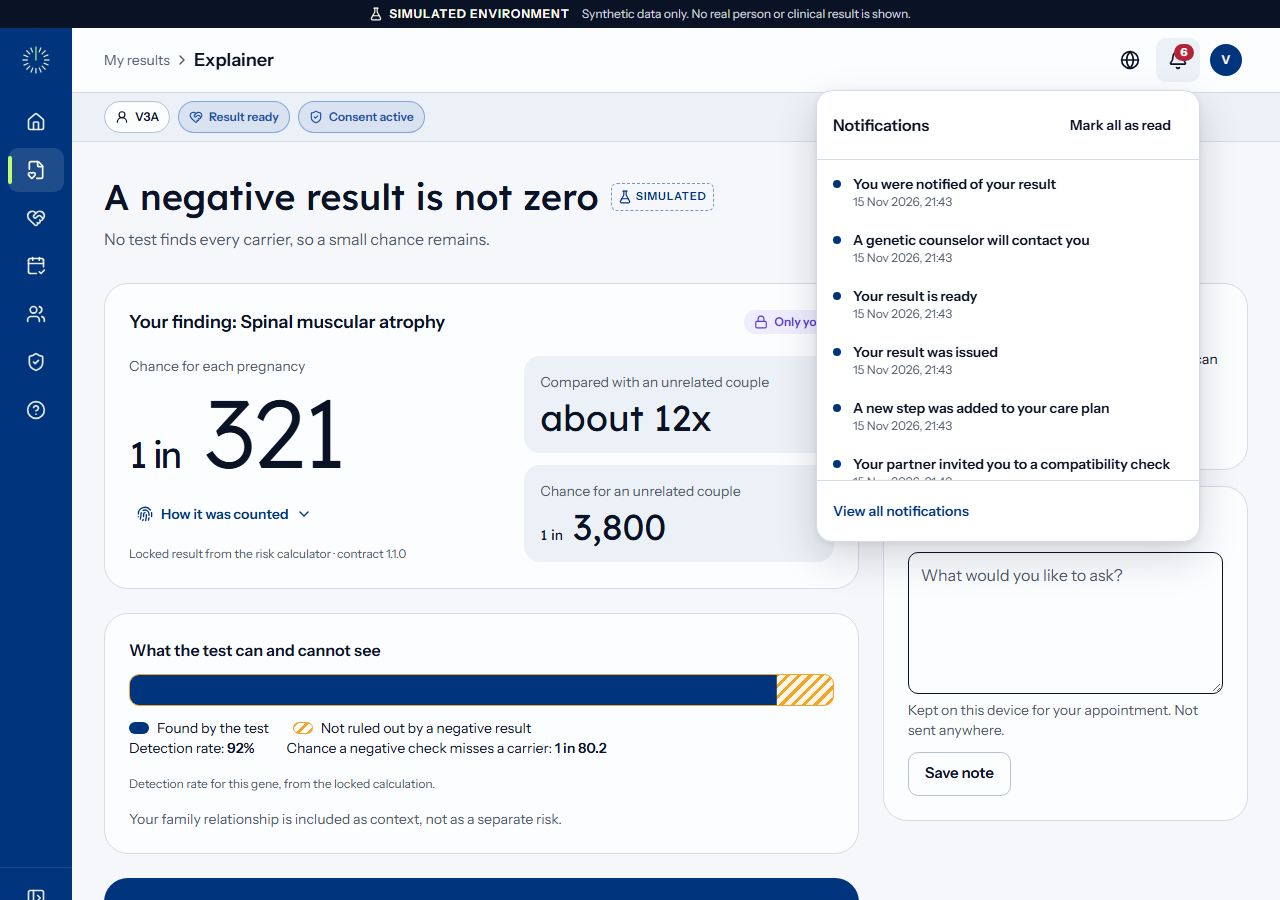 SIMULATED ENVIRONMENT Synthetic data only. No real person or clinical result is shown.
My results > Explainer
6
V
V3A
Result ready
Consent active
Notifications
Mark all as read
You were notified of your result
15 Nov 2026, 21:43
A genetic counselor will contact you
15 Nov 2026, 21:43
Your result is ready
15 Nov 2026, 21:43
Your result was issued
15 Nov 2026, 21:43
A new step was added to your care plan
15 Nov 2026, 21:43
Your partner invited you to a compatibility check
View all notifications
A negative result is not zero
SIMULATED
No test finds every carrier, so a small chance remains.
Your finding: Spinal muscular atrophy
Only yo
Chance for each pregnancy
1 in 321
How it was counted
Locked result from the risk calculator · contract 1.1.0
Compared with an unrelated couple
about 12x
Chance for an unrelated couple
1 in 3,800
can
What would you like to ask?
Kept on this device for your appointment. Not
sent anywhere.
Save note
What the test can and cannot see
Found by the test
Not ruled out by a negative result
Detection rate: 92%
Chance a negative check misses a carrier: 1 in 80.2
Detection rate for this gene, from the locked calculation.
Your family relationship is included as context, not as a separate risk.